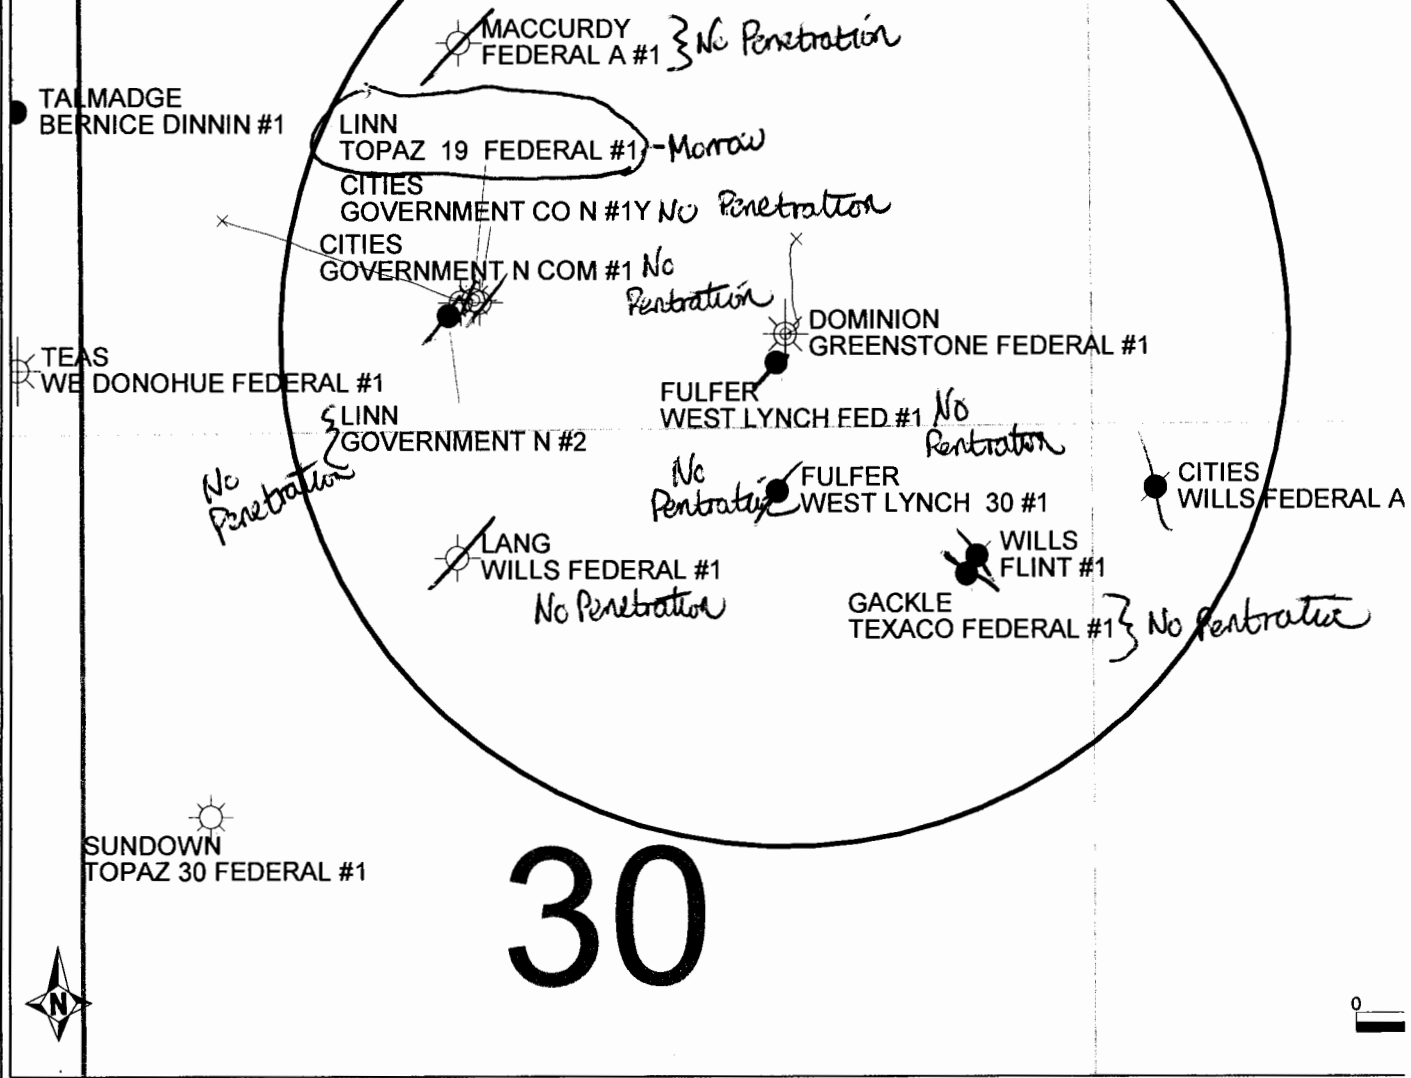 MACCURDY
FEDERAL A #1 } No Penetration
TALMADGE
BERNICE DINNIN #1
LINN
TOPAZ 19 FEDERAL #1 - Morrow
CITIES
GOVERNMENT CO N #1Y No Penetration
CITIES
GOVERNMENT N COM #1 No
Pentration
DOMINION
GREENSTONE FEDERAL #1
TEAS
WE DONOHUE FEDERAL #1
FULFER
WEST LYNCH FED #1 No
Pentration
LINN
GOVERNMENT N #2
No
Penetration
No
Pentration
FULFER
WEST LYNCH 30 #1
CITIES
WILLS FEDERAL A
LANG
WILLS FEDERAL #1
No Penetration
WILLS
FLINT #1
GACKLE
TEXACO FEDERAL #1 } No Pentration
SUNDOWN
TOPAZ 30 FEDERAL #1
30
N
0